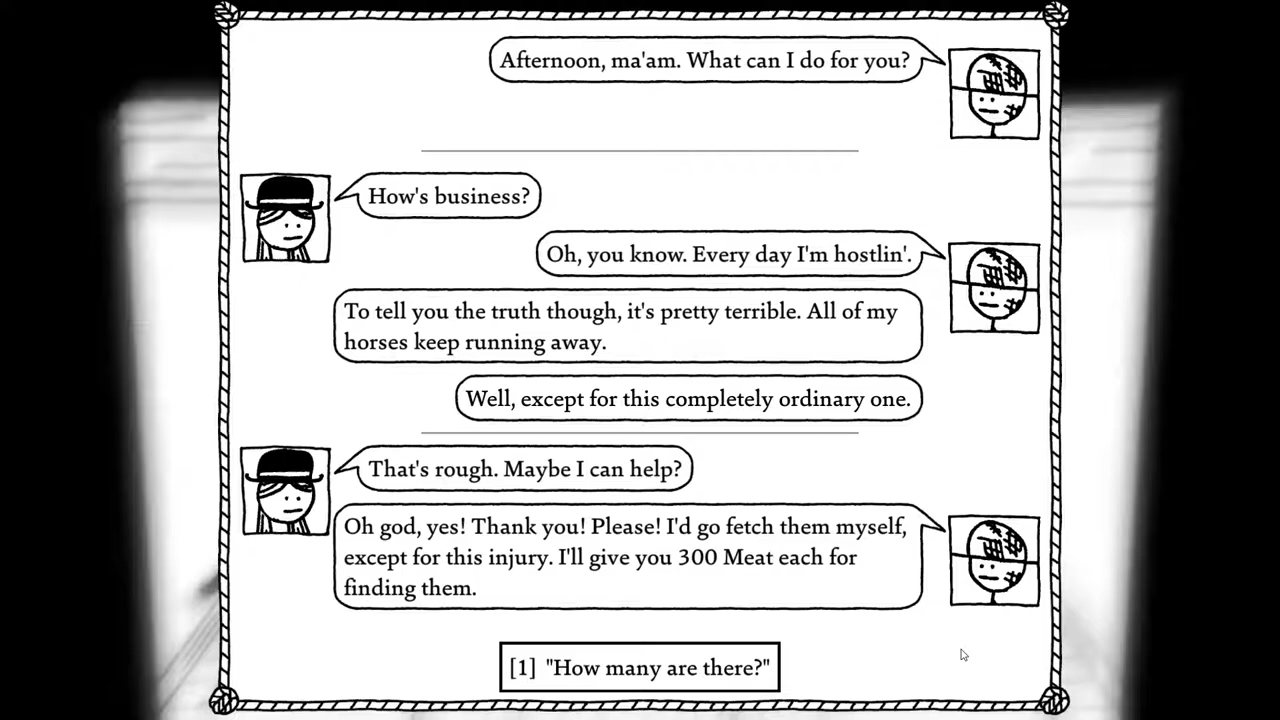 Afternoon, ma'am. What can I do for you?
How's business?
Oh, you know. Every day I'm hostlin'.
To tell you the truth though, it's pretty terrible. All of my
horses keep running away.
Well, except for this completely ordinary one.
That's rough. Maybe I can help?
Oh god, yes! Thank you! Please! I'd go fetch them myself,
except for this injury. I'll give you 300 Meat each for
finding them.
[1] "How many are there?"